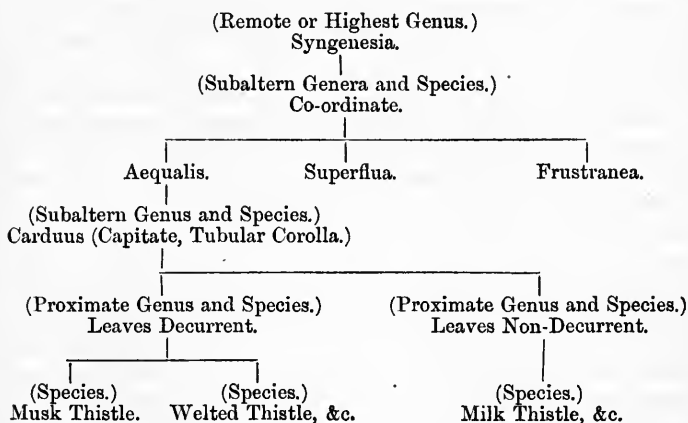 (Remote or Highest Genus.)
Syngenesia.
(Subaltern Genera and Species.)
Co-ordinate.
Aequalis. Superflua. Frustranea.
(Subaltern Genus and Species.)
Carduus (Capitate, Tubular Corolla.)
(Proximate Genus and Species.) (Proximate Genus and Species.)
Leaves Decurrent. Leaves Non-Decurrent.
(Species.) (Species.) (Species.)
Musk Thistle. Welted Thistle, &c. Milk Thistle, &c.